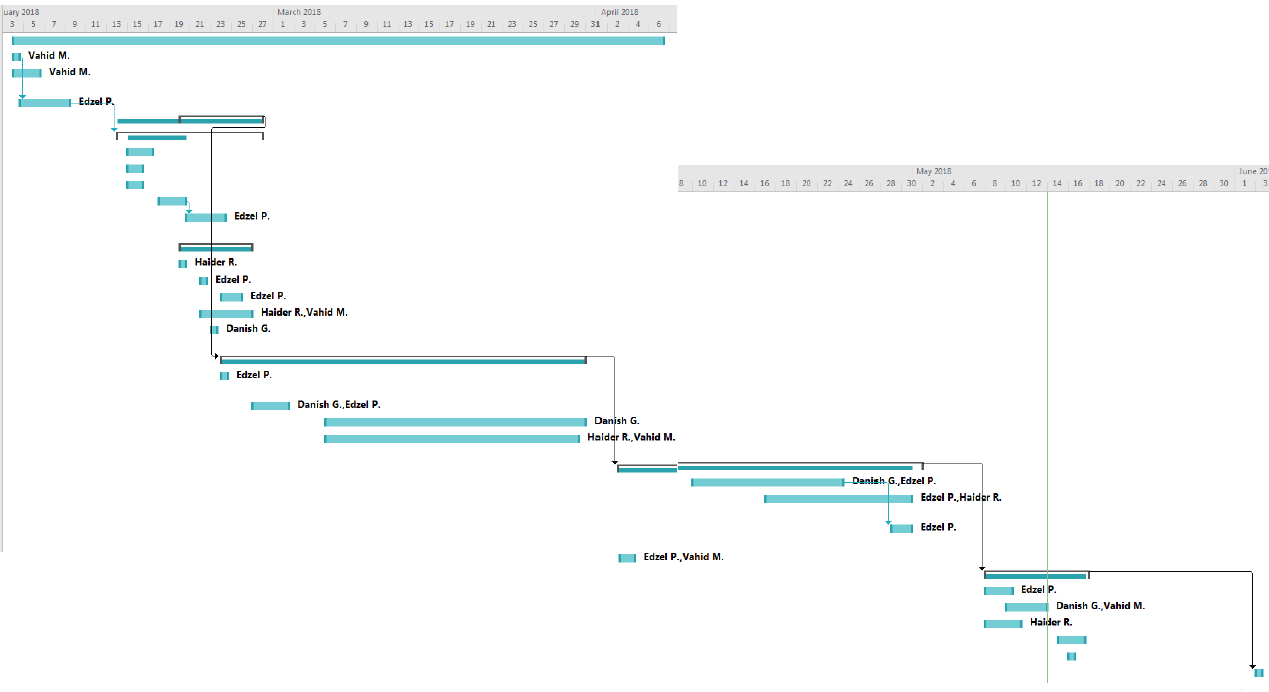 uary 2018 March 2018 April 2018
3 5 7 9 11 13 15 17 19 21 23 25 27 1 3 5 7 9 11 13 15 17 19 21 23 25 27 29 31 2 4 6
Vahid M.
Vahid M.
Edzel P.
May 2018 June 201
8 10 12 14 16 18 20 22 24 26 28 30 2 4 6 8 10 12 14 16 18 20 22 24 26 28 30 1 3
Edzel P.
Haider R.
Edzel P.
Edzel P.
Haider R.,Vahid M.
Danish G.
Edzel P.
Danish G.,Edzel P.
Danish G.
Haider R.,Vahid M.
Danish G.,Edzel P.
Edzel P.,Haider R.
Edzel P.
Edzel P.,Vahid M.
Edzel P.
Danish G.,Vahid M.
Haider R.